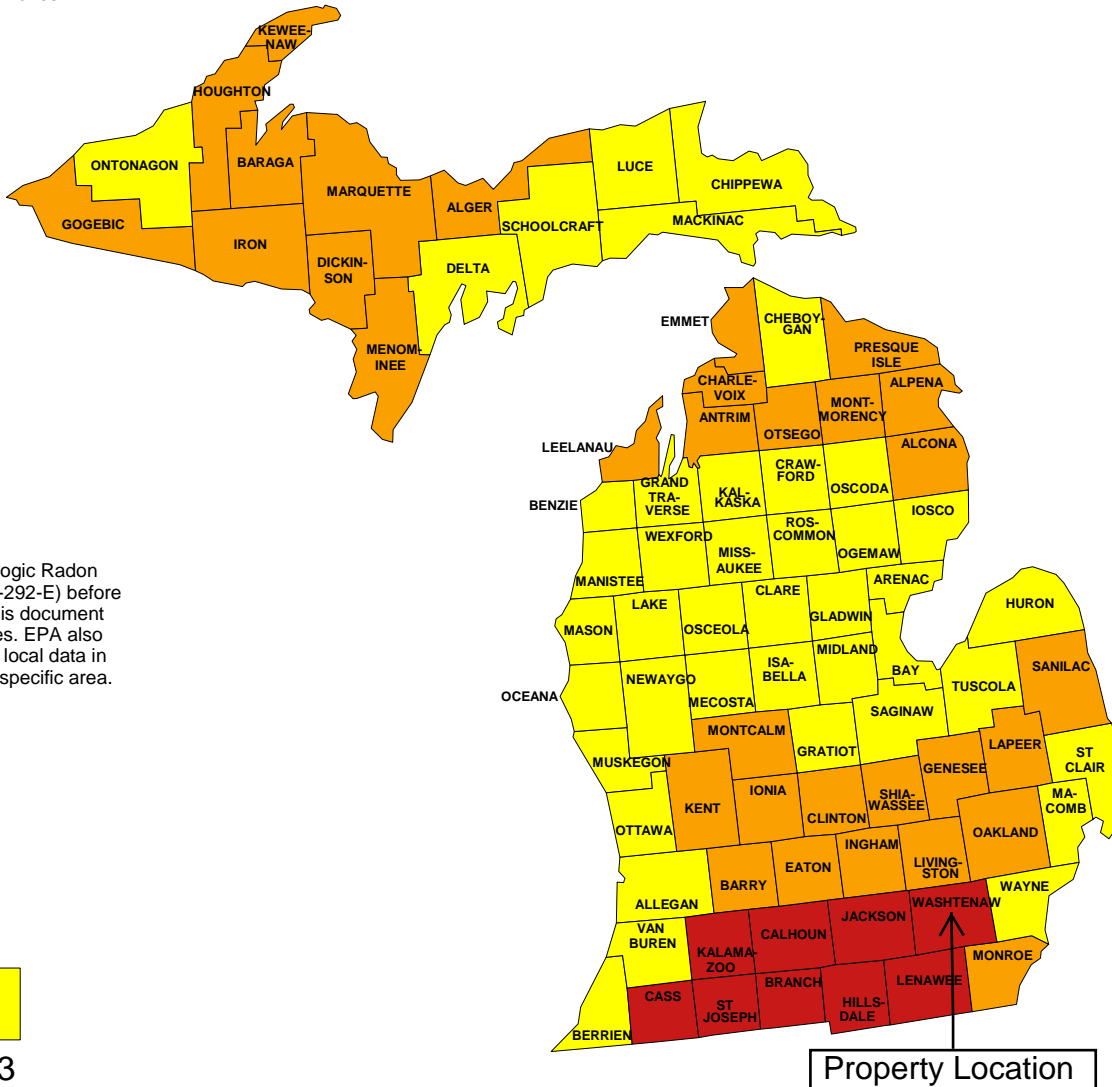 KEWEE-
NAW
HOUGHTON
ONTONAGON
BARAGA
LUCE
CHIPPEWA
MARQUETTE
ALGER
GOGEBIC
SCHOOLCRAFT
MACKINAC
IRON
DICKIN-
SON
DELTA
MENOM-
INEE
EMMET
CHEBOY-
GAN
PRESQUE
ISLE
CHARLE-
VOIX
ALPENA
ANTRIM
OTSEGO
MONT-
MORENCY
LEELANAU
ALCONA
BENZIE
GRAND
TRA-
VERSE
KAL-
KASKA
CRAW-
FORD
OSCODA
IOSCO
WEXFORD
MISS-
AUKEE
ROS-
COMMON
OGEMAW
MANISTEE
ARENAC
ogic Radon
-292-E) before
is document
es. EPA also
local data in
specific area.
LAKE
CLARE
HURON
MASON
OSCEOLA
GLADWIN
MIDLAND
ISA-
BELLA
BAY
SANILAC
OCEANA
NEWAYGO
MECOSTA
TUSCOLA
SAGINAW
MONTCALM
GRATIOT
LAPEER
MUSKEGON
GENESEE
ST
CLAIR
IONIA
SHIA-
WASSEE
MA-
COMB
KENT
CLINTON
OTTAWA
OAKLAND
INGHAM
LIVING-
STON
EATON
BARRY
WAYNE
ALLEGAN
WASHTENAW
JACKSON
VAN
BUREN
CALHOUN
KALAMA-
ZOO
MONROE
BRANCH
LENAWEE
CASS
ST
JOSEPH
HILLS-
DALE
BERRIEN
3
Property Location